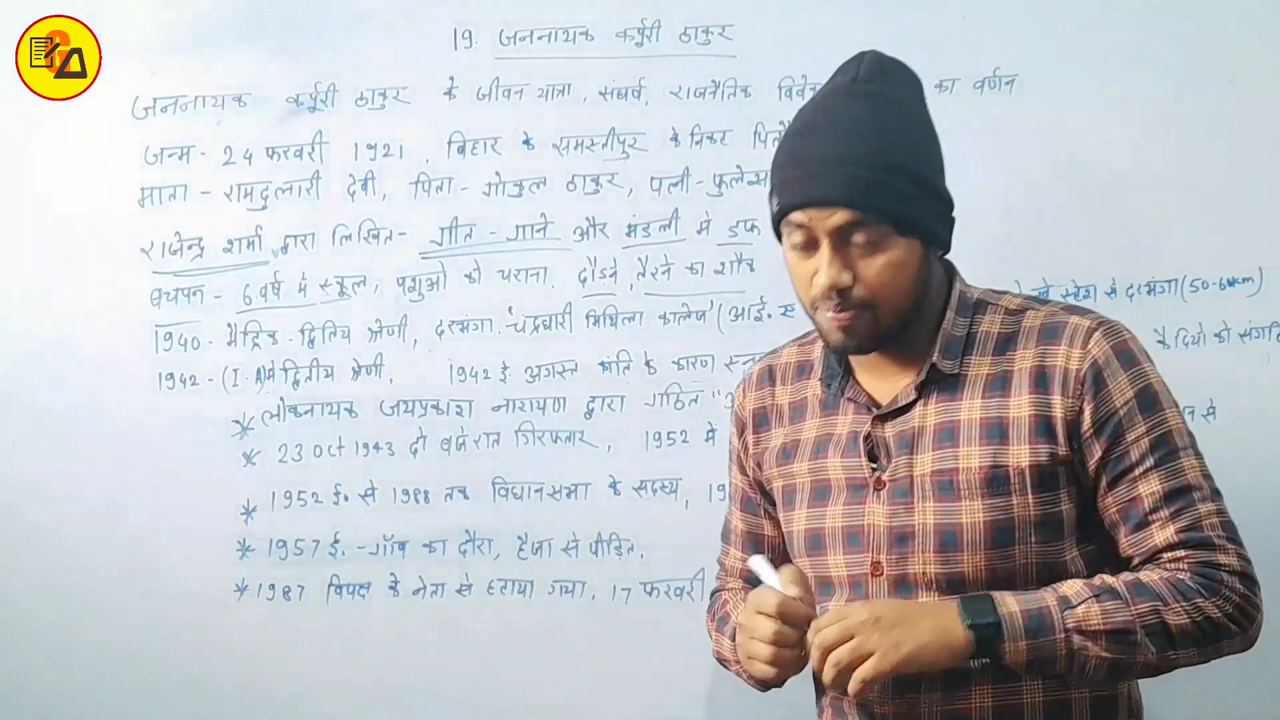 19. जननायक कर्पूरी ठाकुर
जननायक कर्पूरी ठाकुर के जीवन यात्रा, संघर्ष, राजनैतिक का वर्णन
जन्म - 24 फरवरी 1921, बिहार के समस्तीपुर के निकट
माता - रामदुलारी देवी, पिता - गोकुल ठाकुर, पत्नी -
राजेन्द्र शर्मा द्वारा लिखित - गीत - गाने और मंडली मे डफ
बचपन - 6 वर्ष मे स्कूल, पशुओ को चराना, दौडने, तैरने का शौक
1940 - मैट्रिक - द्वितिय श्रेणी, दरभंगा. 'चंद्रधारी मिथिला कालेज' (आई॰ से दरभंगा (50-60km)
1942 - (I.A) मे द्वितीय श्रेणी, 1942 ई. अगस्त क्रांति के कारण कैदियो को
* लोकनायक जयप्रकाश नारायण द्वारा गठित से
* 23 Oct 1943 दो बजे रात गिरफ्तार, 1952 में
* 1952 ई॰ से 1988 तक विधानसभा के सदस्य,
* 1957 ई. - गाँव का दौरा, हैजा से पीड़ित.
* 1987 विपक्ष के नेता से हटाया गया, 17 फरवरी